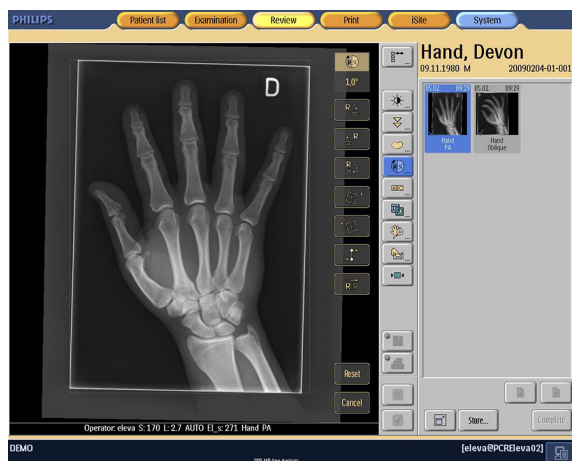 PHILIPS
Patient list
Examination
Review
Print
iSite
System
Hand, Devon
09.11.1980 M 20090204-01-001
05.02. 09:29
Hand
PA
05.02. 09:29
Hand
Oblique
D
R
1,0°
R
R
R
R
ABC
Reset
Cancel
Store...
Complete
Operator: eleva S: 170 L: 2.7 AUTO EI_s: 271 Hand PA
DEMO
[eleva@PCREleva02]